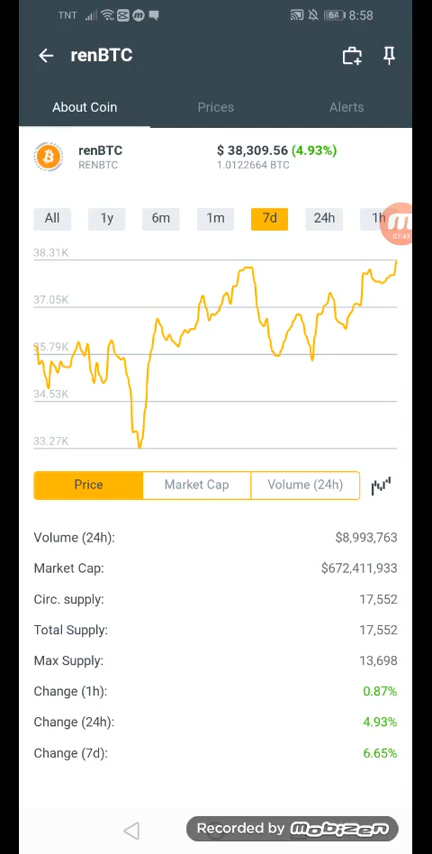 TNT 64 8:58
renBTC
About Coin Prices Alerts
renBTC $ 38,309.56 (4.93%)
RENBTC 1.0122664 BTC
All 1y 6m 1m 7d 24h 1h
07:43
38.31K
37.05K
35.79K
34.53K
33.27K
Price Market Cap Volume (24h)
Volume (24h): $8,993,763
Market Cap: $672,411,933
Circ. supply: 17,552
Total Supply: 17,552
Max Supply: 13,698
Change (1h): 0.87%
Change (24h): 4.93%
Change (7d): 6.65%
Recorded by mobizen